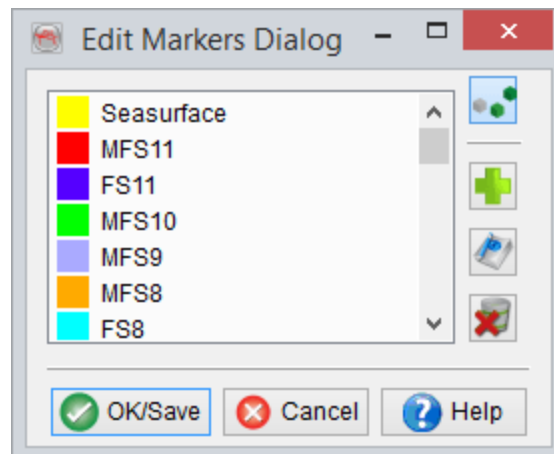 Edit Markers Dialog
Seasurface
MFS11
FS11
MFS10
MFS9
MFS8
FS8
OK/Save Cancel Help